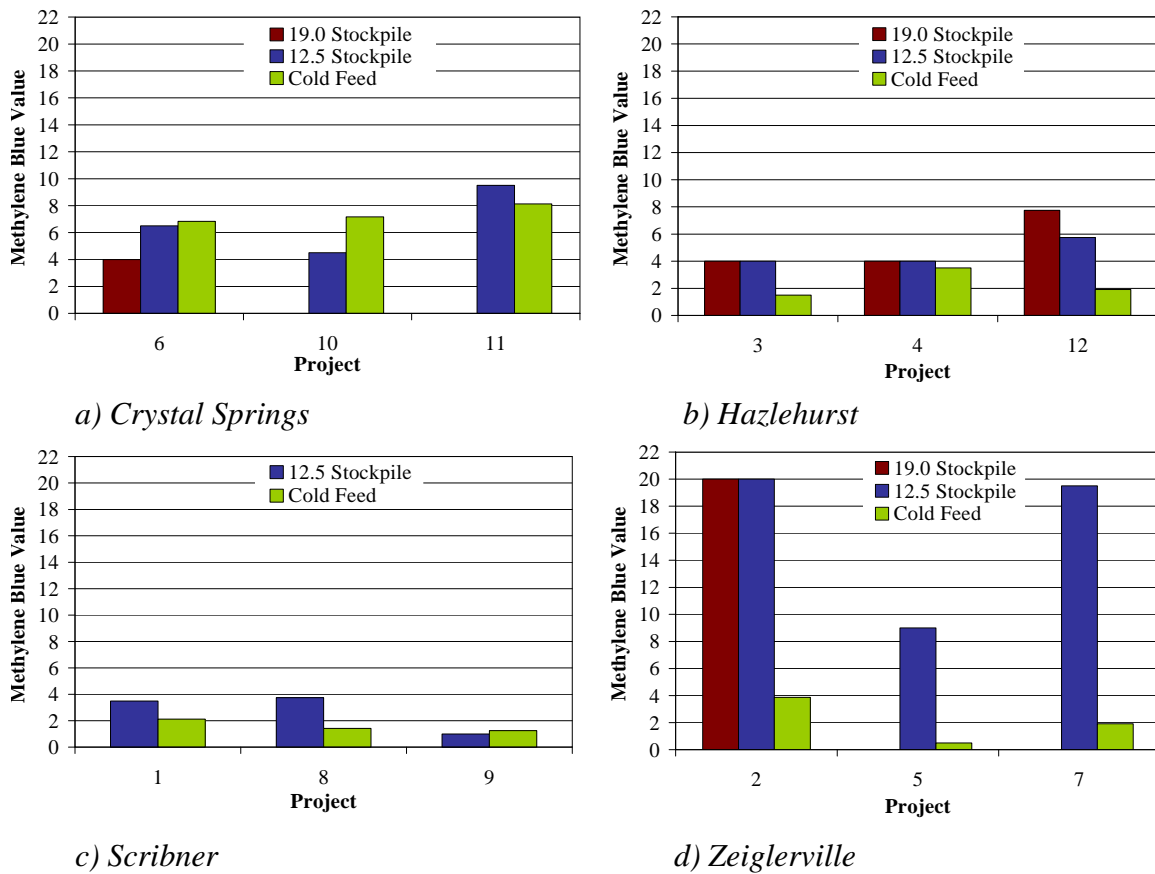 22
20
18
16
14
12
10
8
6
4
2
0
Methylene Blue Value
19.0 Stockpile
12.5 Stockpile
Cold Feed
6 10 11
Project
a) Crystal Springs
22
20
18
16
14
12
10
8
6
4
2
0
Methylene Blue Value
19.0 Stockpile
12.5 Stockpile
Cold Feed
3 4 12
Project
b) Hazlehurst
22
20
18
16
14
12
10
8
6
4
2
0
Methylene Blue Value
12.5 Stockpile
Cold Feed
1 8 9
Project
c) Scribner
22
20
18
16
14
12
10
8
6
4
2
0
Methylene Blue Value
19.0 Stockpile
12.5 Stockpile
Cold Feed
2 5 7
Project
d) Zeiglerville